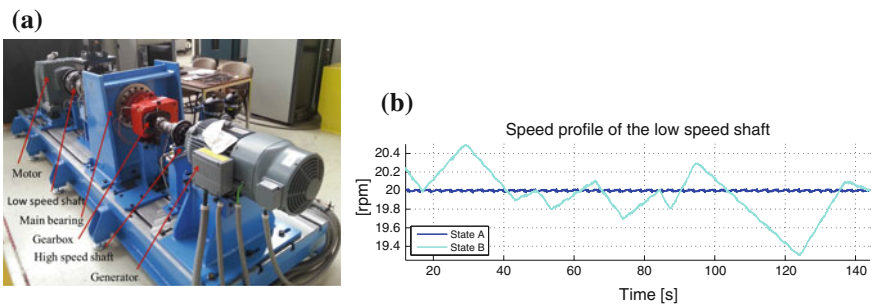 (a)
Motor
Low speed shaft
Main bearing
Gearbox
High speed shaft
Generator
(b)
Speed profile of the low speed shaft
[rpm]
20.4
20.2
20
19.8
19.6
19.4
State A
State B
20 40 60 80 100 120 140
Time [s]